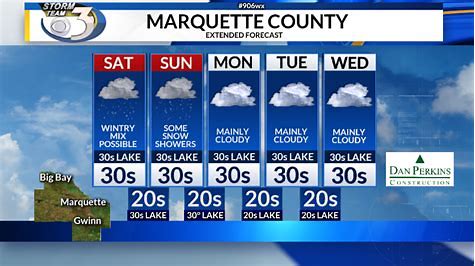 #906wx
STORM
TEAM
3
MARQUETTE COUNTY
EXTENDED FORECAST
SAT
SUN
MON
TUE
WED
WINTRY
MIX
POSSIBLE
SOME
SNOW
SHOWERS
MAINLY
CLOUDY
MAINLY
CLOUDY
MAINLY
CLOUDY
30s LAKE
30s LAKE
30s LAKE
30s LAKE
30s LAKE
30s
30s
30s
30s
30s
DAN PERKINS
CONSTRUCTION
Big Bay
Marquette
Gwinn
20s
20s
20s
20s
30s LAKE
30° LAKE
20s LAKE
20s LAKE